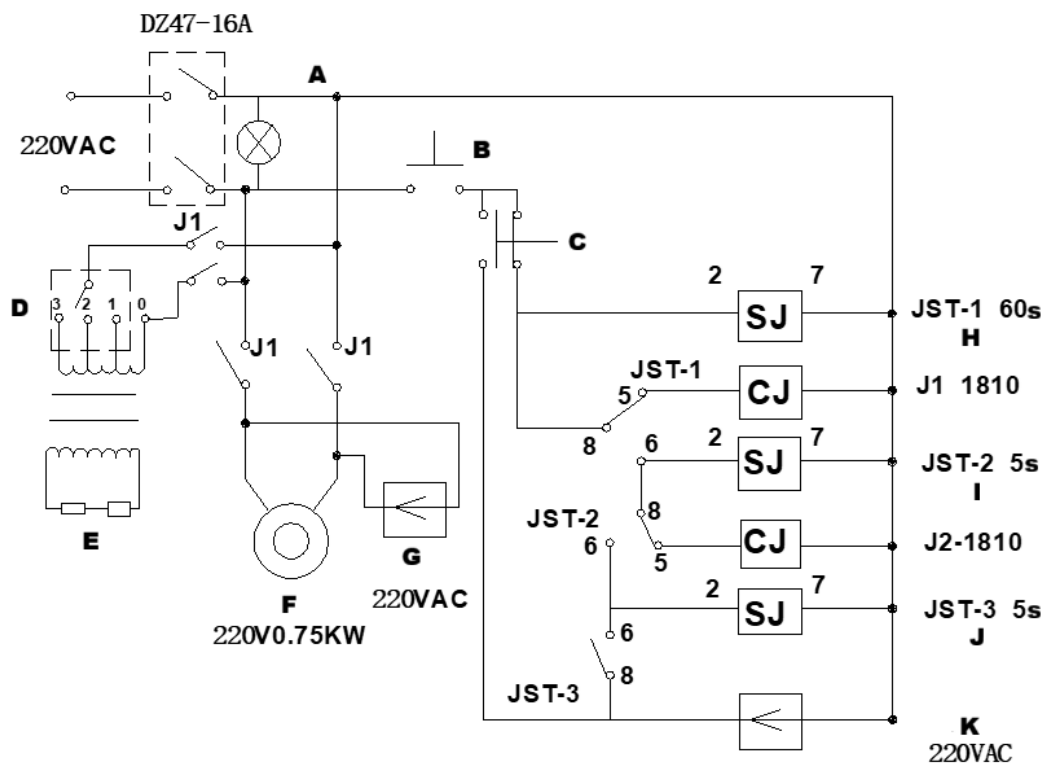 DZ47-16A
A
220VAC
B
J1
C
D
3 2 1 0
2 7
SJ
JST-1 60s
H
J1
J1
JST-1
5
CJ
J1 1810
8
6
2 7
SJ
JST-2 5s
I
8
JST-2
6
5
CJ
J2-1810
E
G
220VAC
F
220V0.75KW
2 7
SJ
JST-3 5s
J
6
8
JST-3
K
220VAC